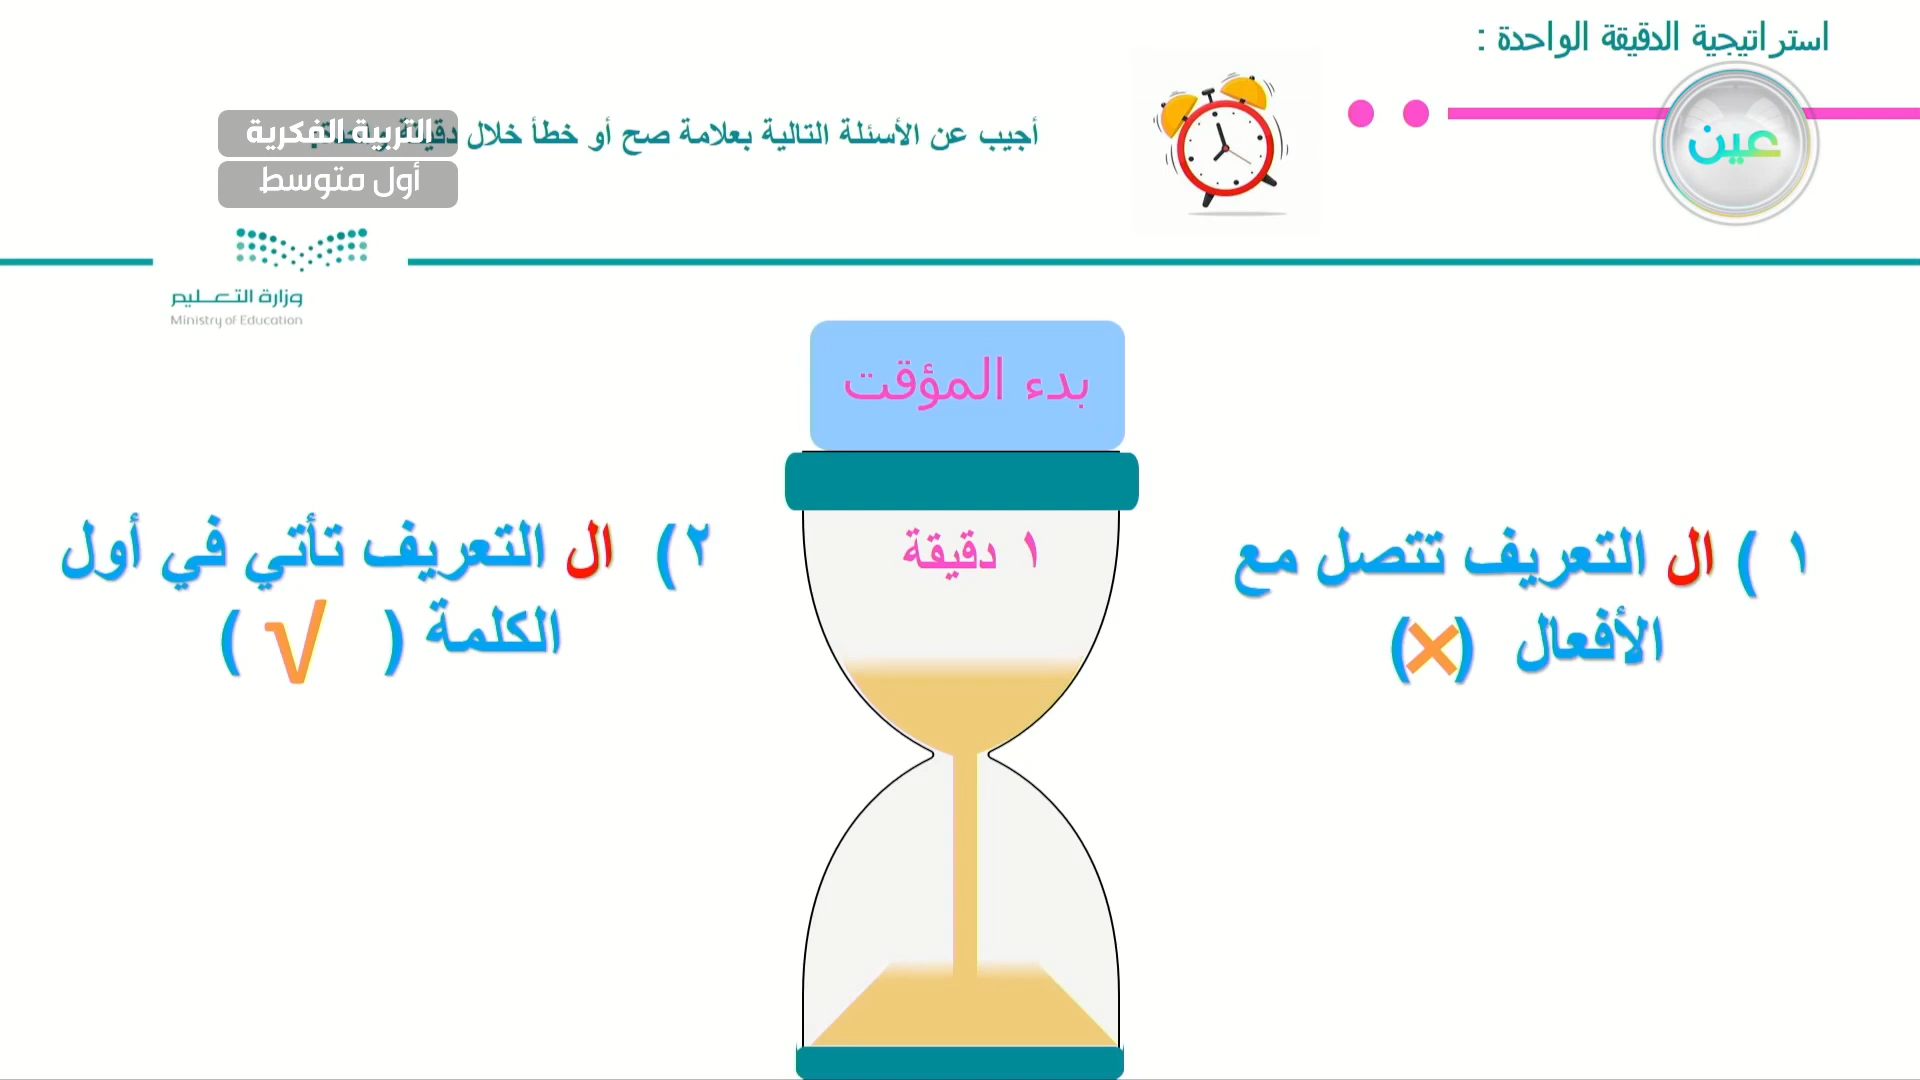 استراتيجية الدقيقة الواحدة :
عين
أجيب عن الأسئلة التالية بعلامة صح أو خطأ خلال دقيقة
التربية الفكرية
أول متوسط
وزارة التعليم
Ministry of Education
بدء المؤقت
١ دقيقة
١ ) ال التعريف تتصل مع
الأفعال (×)
٢) ال التعريف تأتي في أول
الكلمة ( √ )